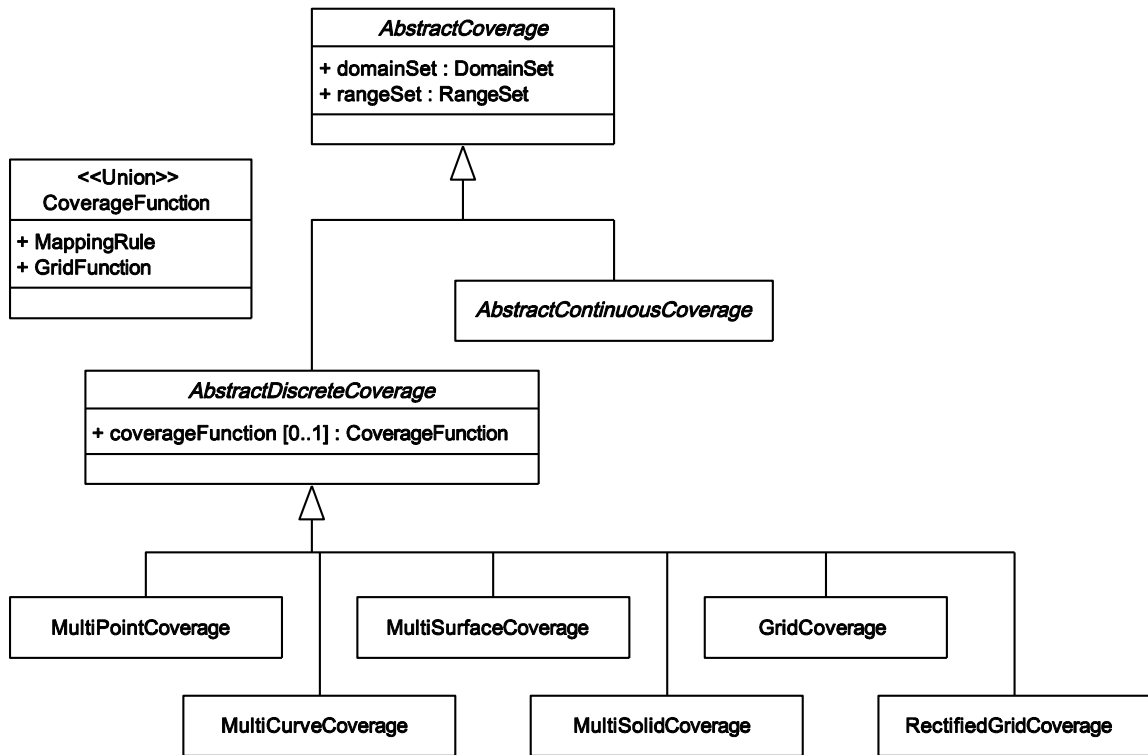 AbstractCoverage
+ domainSet : DomainSet
+ rangeSet : RangeSet
<<Union>>
CoverageFunction
+ MappingRule
+ GridFunction
AbstractContinuousCoverage
AbstractDiscreteCoverage
+ coverageFunction [0..1] : CoverageFunction
MultiPointCoverage
MultiSurfaceCoverage
GridCoverage
MultiCurveCoverage
MultiSolidCoverage
RectifiedGridCoverage